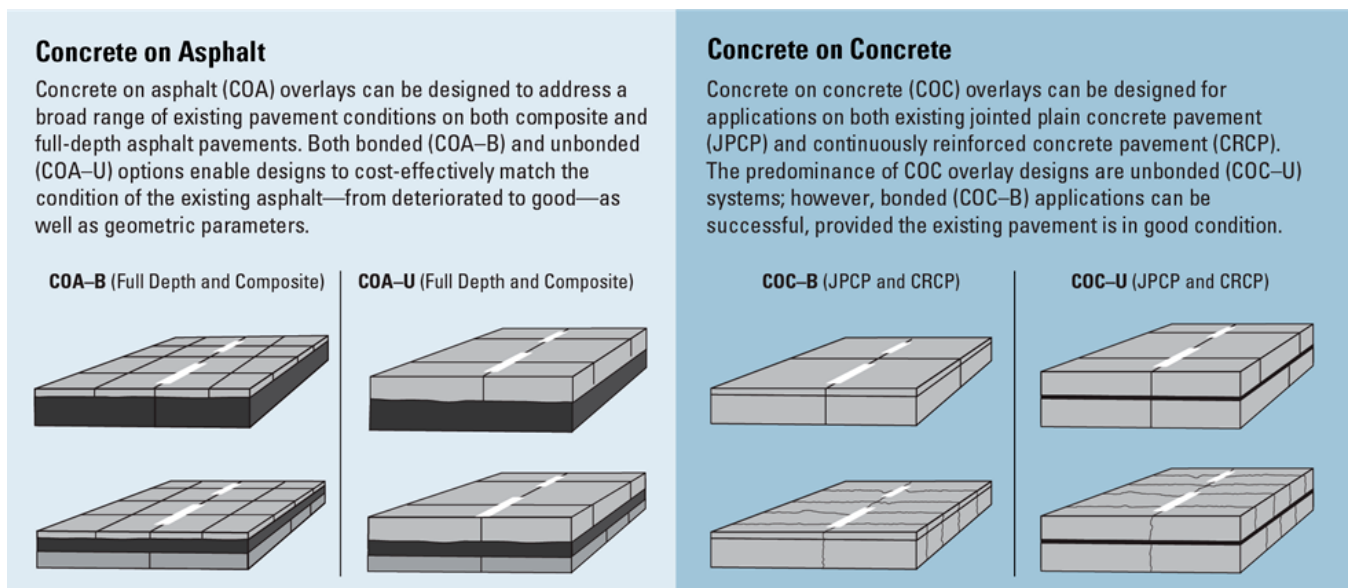 Concrete on Asphalt
Concrete on asphalt (COA) overlays can be designed to address a
broad range of existing pavement conditions on both composite and
full-depth asphalt pavements. Both bonded (COA–B) and unbonded
(COA–U) options enable designs to cost-effectively match the
condition of the existing asphalt—from deteriorated to good—as
well as geometric parameters.
COA–B (Full Depth and Composite)
COA–U (Full Depth and Composite)
Concrete on Concrete
Concrete on concrete (COC) overlays can be designed for
applications on both existing jointed plain concrete pavement
(JPCP) and continuously reinforced concrete pavement (CRCP).
The predominance of COC overlay designs are unbonded (COC–U)
systems; however, bonded (COC–B) applications can be
successful, provided the existing pavement is in good condition.
COC–B (JPCP and CRCP)
COC–U (JPCP and CRCP)